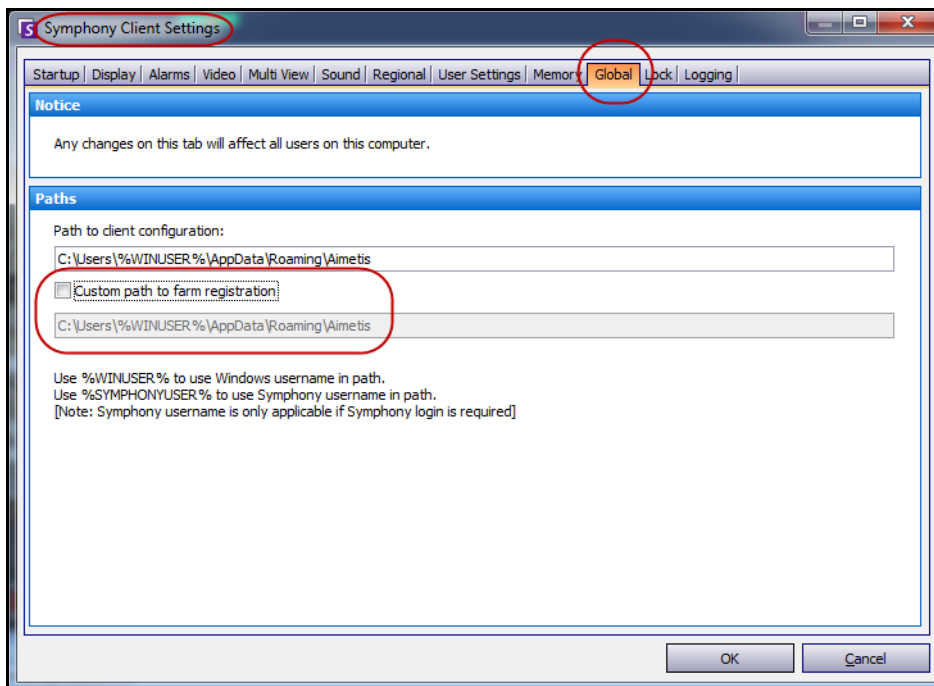 Symphony Client Settings
Startup Display Alarms Video Multi View Sound Regional User Settings Memory Global Lock Logging
Notice
Any changes on this tab will affect all users on this computer.
Paths
Path to client configuration:
C:\Users\%WINUSER%\AppData\Roaming\Aimetis
Custom path to farm registration
C:\Users\%WINUSER%\AppData\Roaming\Aimetis
Use %WINUSER% to use Windows username in path.
Use %SYMPHONYUSER% to use Symphony username in path.
[Note: Symphony username is only applicable if Symphony login is required]
OK Cancel